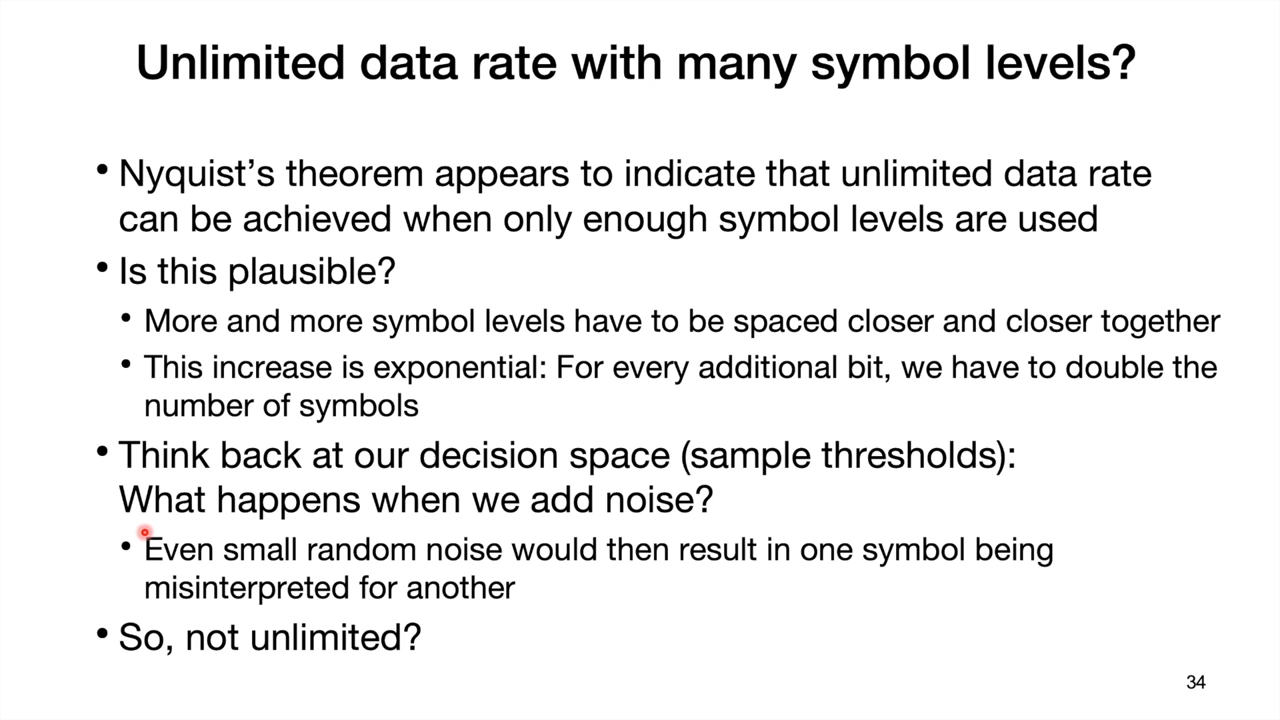 Unlimited data rate with many symbol levels?
• Nyquist’s theorem appears to indicate that unlimited data rate
can be achieved when only enough symbol levels are used
• Is this plausible?
• More and more symbol levels have to be spaced closer and closer together
• This increase is exponential: For every additional bit, we have to double the
number of symbols
• Think back at our decision space (sample thresholds):
What happens when we add noise?
• Even small random noise would then result in one symbol being
misinterpreted for another
• So, not unlimited?
34